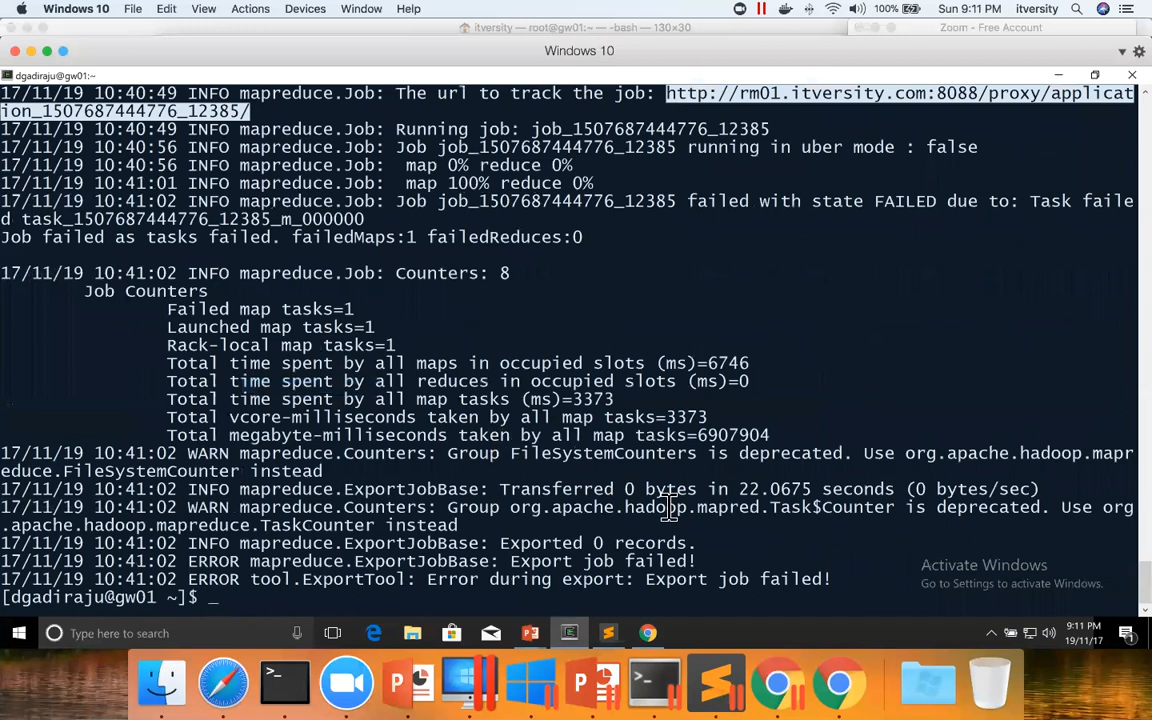 Windows 10 File Edit View Actions Devices Window Help 100% Sun 9:11 PM itversity
itversity — root@gw01:~ — -bash — 130×30 Zoom - Free Account
Windows 10
dgadiraju@gw01:~
17/11/19 10:40:49 INFO mapreduce.Job: The url to track the job: http://rm01.itversity.com:8088/proxy/applicat
ion_1507687444776_12385/
17/11/19 10:40:49 INFO mapreduce.Job: Running job: job_1507687444776_12385
17/11/19 10:40:56 INFO mapreduce.Job: Job job_1507687444776_12385 running in uber mode : false
17/11/19 10:40:56 INFO mapreduce.Job:  map 0% reduce 0%
17/11/19 10:41:01 INFO mapreduce.Job:  map 100% reduce 0%
17/11/19 10:41:02 INFO mapreduce.Job: Job job_1507687444776_12385 failed with state FAILED due to: Task faile
d task_1507687444776_12385_m_000000
Job failed as tasks failed. failedMaps:1 failedReduces:0
17/11/19 10:41:02 INFO mapreduce.Job: Counters: 8
Job Counters
Failed map tasks=1
Launched map tasks=1
Rack-local map tasks=1
Total time spent by all maps in occupied slots (ms)=6746
Total time spent by all reduces in occupied slots (ms)=0
Total time spent by all map tasks (ms)=3373
Total vcore-milliseconds taken by all map tasks=3373
Total megabyte-milliseconds taken by all map tasks=6907904
17/11/19 10:41:02 WARN mapreduce.Counters: Group FileSystemCounters is deprecated. Use org.apache.hadoop.mapr
educe.FileSystemCounter instead
17/11/19 10:41:02 INFO mapreduce.ExportJobBase: Transferred 0 bytes in 22.0675 seconds (0 bytes/sec)
17/11/19 10:41:02 WARN mapreduce.Counters: Group org.apache.hadoop.mapred.Task$Counter is deprecated. Use org
.apache.hadoop.mapreduce.TaskCounter instead
17/11/19 10:41:02 INFO mapreduce.ExportJobBase: Exported 0 records.
17/11/19 10:41:02 ERROR mapreduce.ExportJobBase: Export job failed!
17/11/19 10:41:02 ERROR tool.ExportTool: Error during export: Export job failed!
[dgadiraju@gw01 ~]$ _
Activate Windows
Go to Settings to activate Windows.
Type here to search
9:11 PM
19/11/17